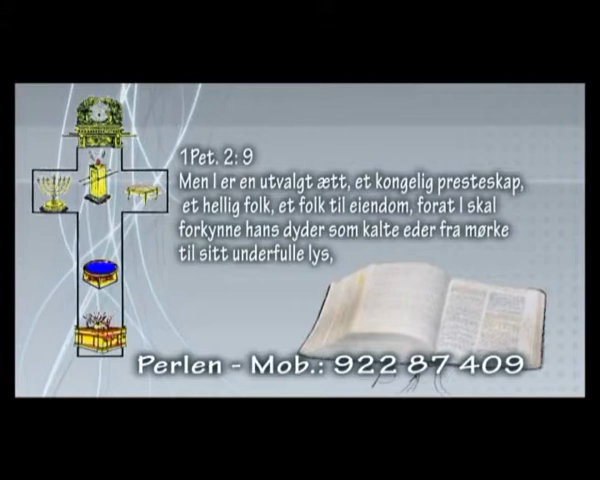 1Pet. 2: 9
Men I er en utvalgt ætt, et kongelig presteskap,
et hellig folk, et folk til eiendom, forat I skal
forkynne hans dyder som kalte eder fra mørke
til sitt underfulle lys,
Perlen - Mob.: 922 87 409